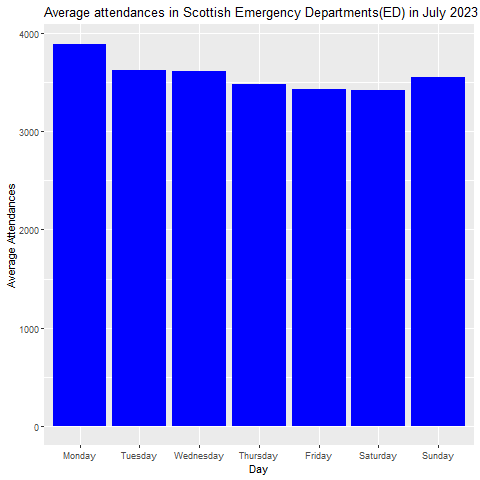 Average attendances in Scottish Emergency Departments(ED) in July 2023
4000
3000
2000
1000
0
Average Attendances
Monday Tuesday Wednesday Thursday Friday Saturday Sunday
Day